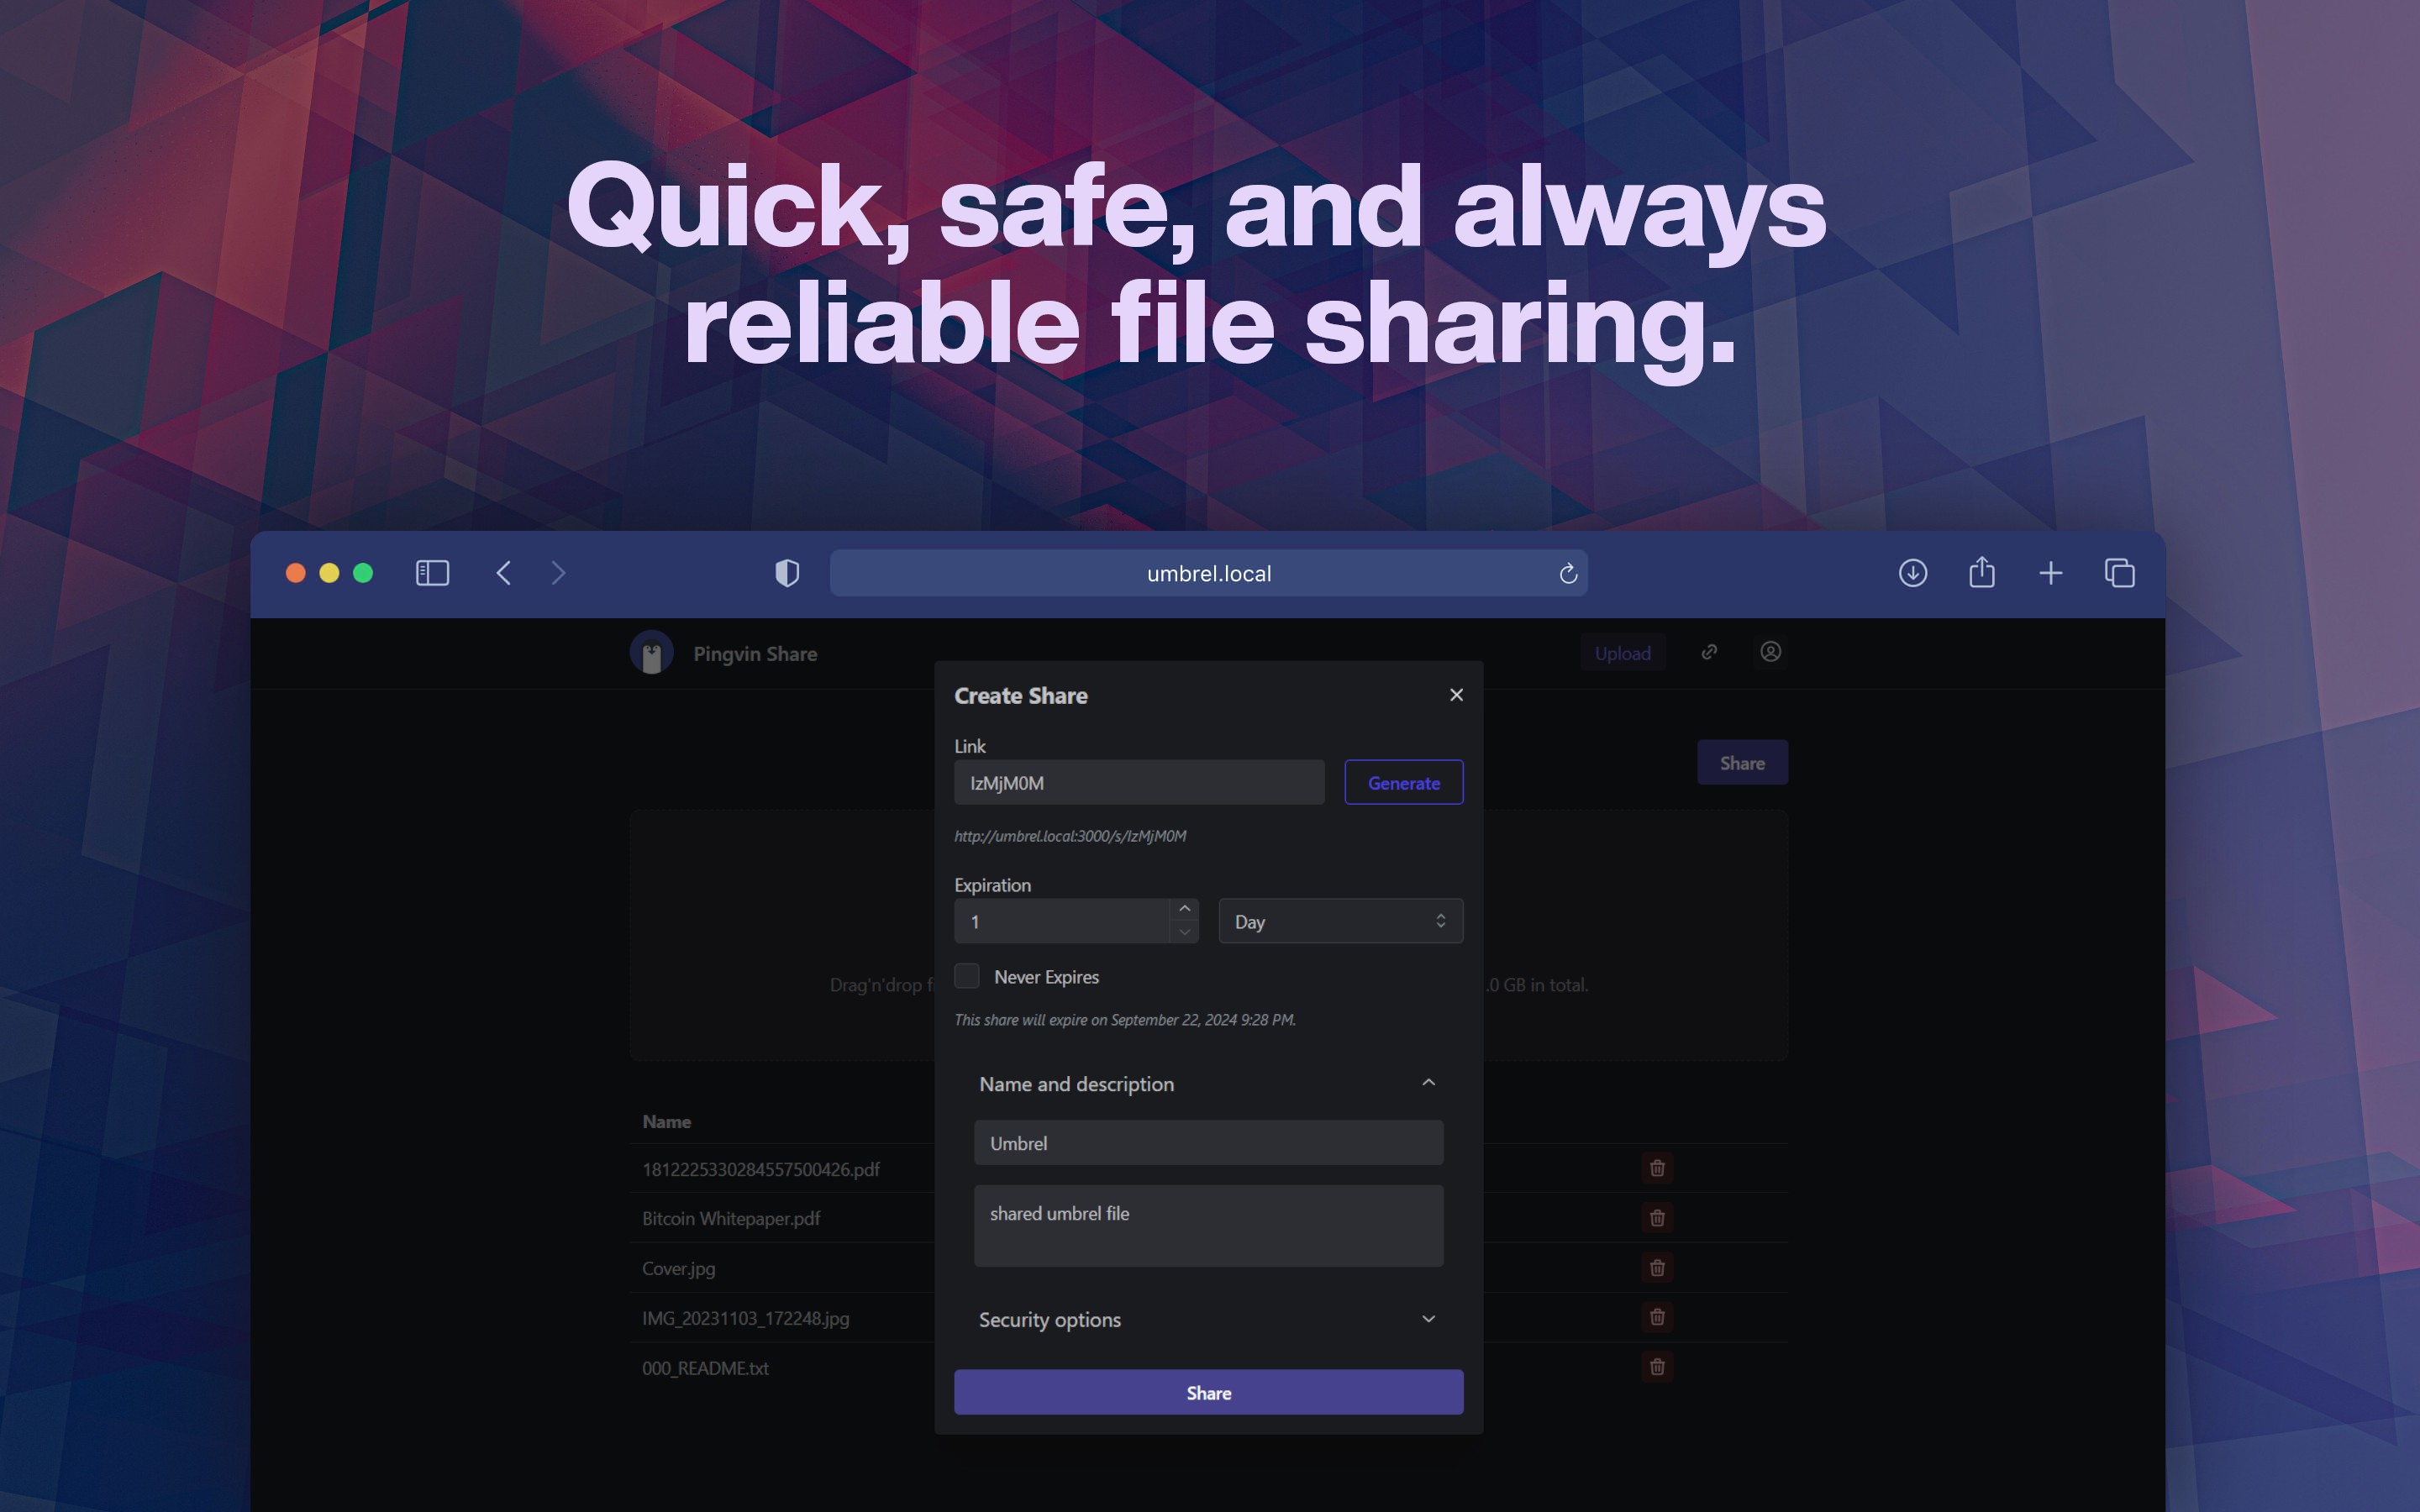 Quick, safe, and always
reliable file sharing.
umbrel.local
Pingvin Share
Upload
Create Share
Link
IzMjM0M
Generate
http://umbrel.local:3000/s/IzMjM0M
Share
Expiration
1
Day
Never Expires
Drag'n'drop
.0 GB in total.
This share will expire on September 22, 2024 9:28 PM.
Name and description
Umbrel
shared umbrel file
Security options
Share
Name
1812225330284557500426.pdf
Bitcoin Whitepaper.pdf
Cover.jpg
IMG_20231103_172248.jpg
000_README.txt